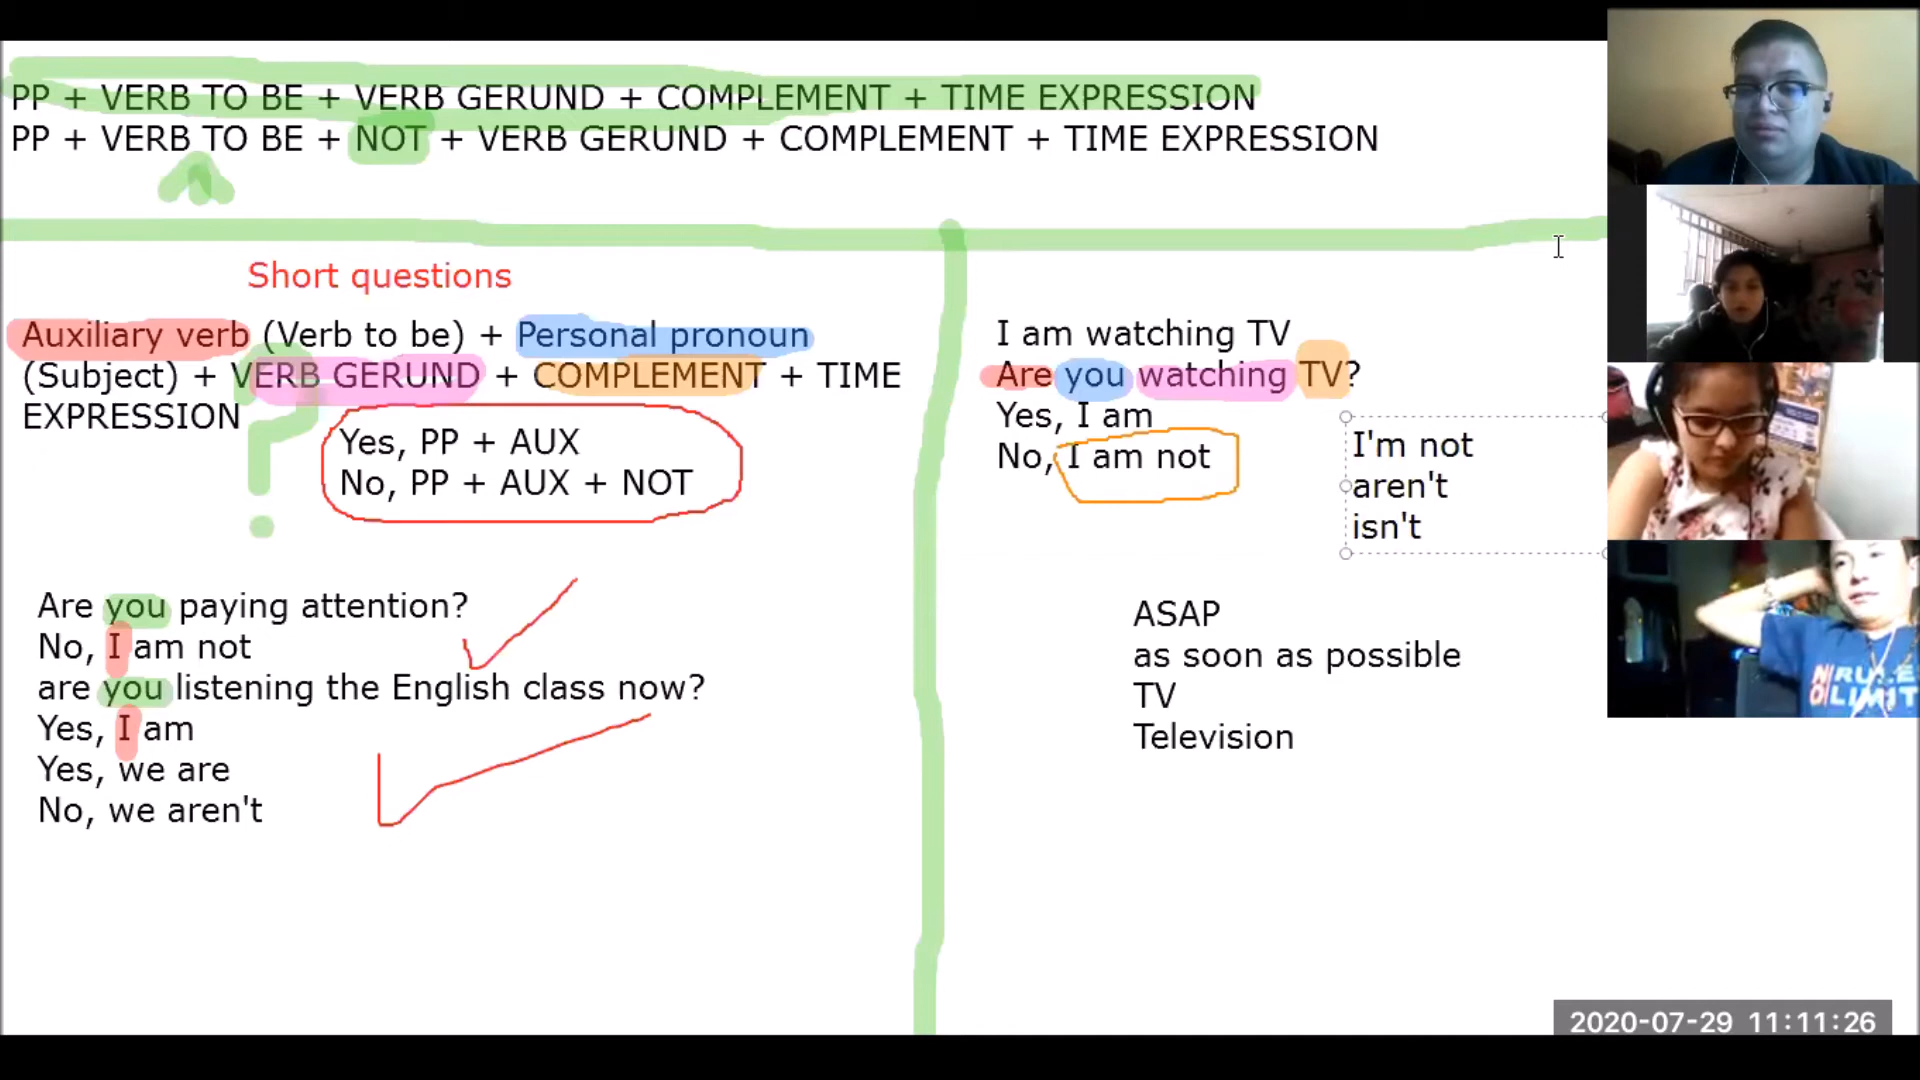 PP + VERB TO BE + VERB GERUND + COMPLEMENT + TIME EXPRESSION
PP + VERB TO BE + NOT + VERB GERUND + COMPLEMENT + TIME EXPRESSION
Short questions
Auxiliary verb (Verb to be) + Personal pronoun
(Subject) + VERB GERUND + COMPLEMENT + TIME
EXPRESSION
?
Yes, PP + AUX
No, PP + AUX + NOT
Are you paying attention?
No, I am not
are you listening the English class now?
Yes, I am
Yes, we are
No, we aren't
I am watching TV
Are you watching TV?
Yes, I am
No, I am not
I'm not
aren't
isn't
ASAP
as soon as possible
TV
Television
NO RULE
LIMIT
2020-07-29 11:11:26